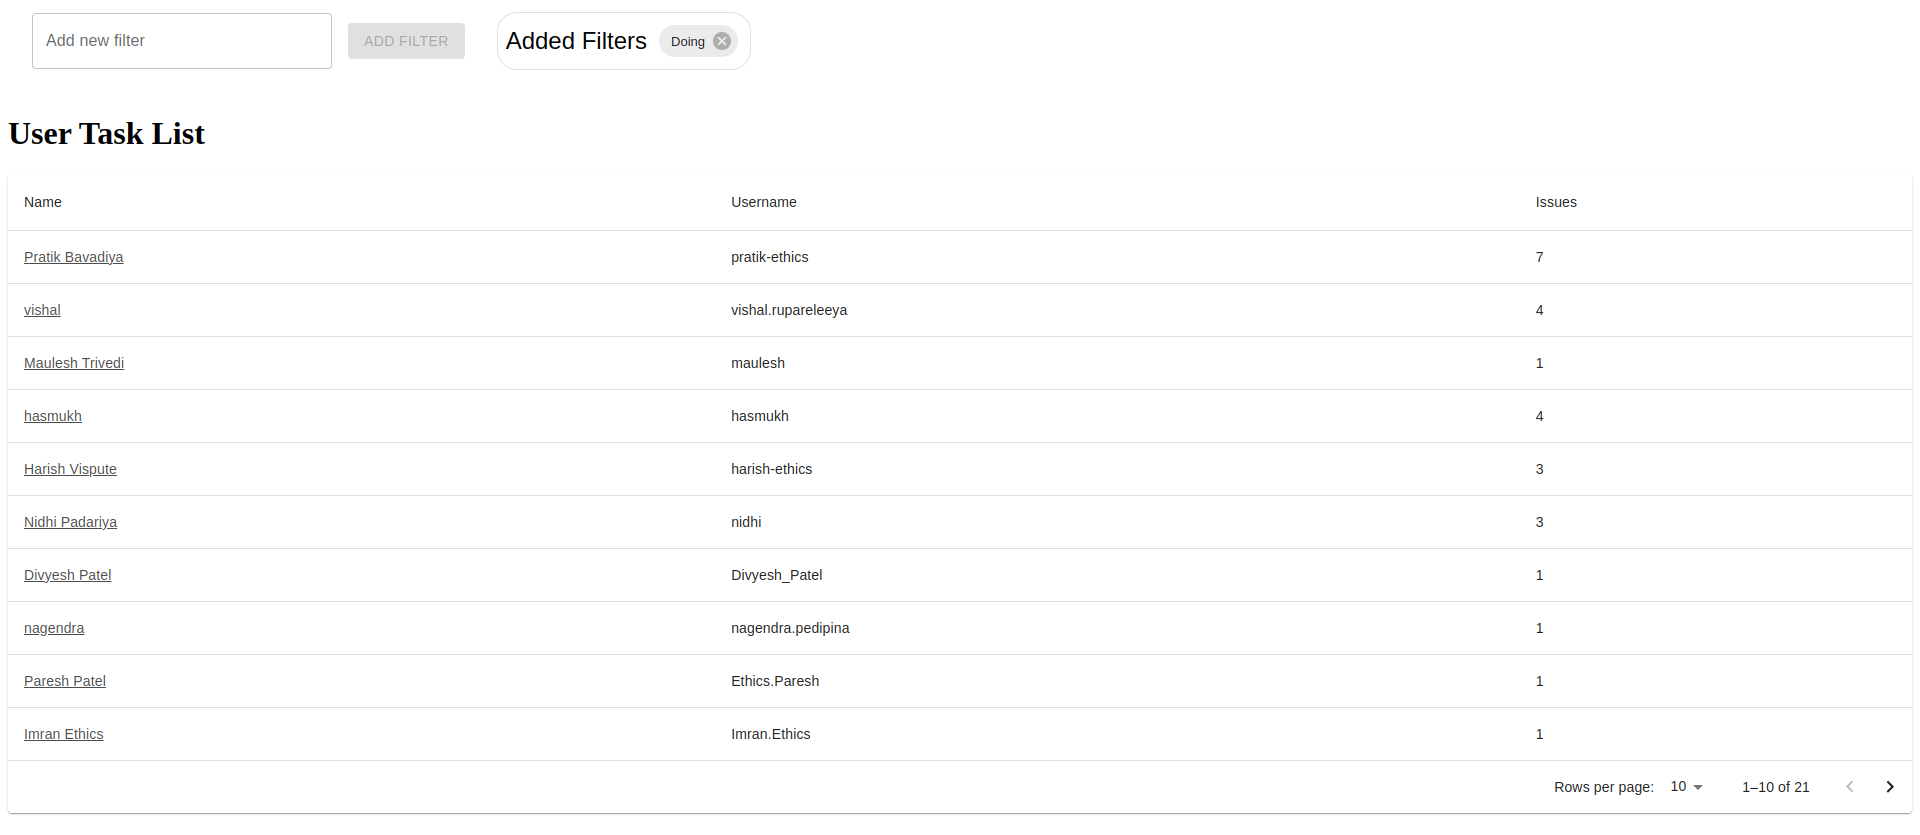 Add new filter ADD FILTER Added Filters Doing
User Task List
Name Username Issues
Pratik Bavadiya pratik-ethics 7
vishal vishal.rupareleeya 4
Maulesh Trivedi maulesh 1
hasmukh hasmukh 4
Harish Vispute harish-ethics 3
Nidhi Padariya nidhi 3
Divyesh Patel Divyesh_Patel 1
nagendra nagendra.pedipina 1
Paresh Patel Ethics.Paresh 1
Imran Ethics Imran.Ethics 1
Rows per page: 10 1–10 of 21